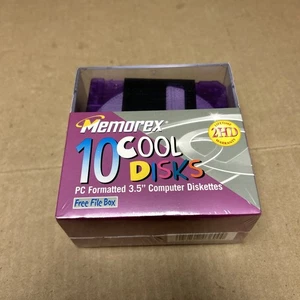 Memorex
2HD
10 COOL
DISKS
PC Formatted 3.5" Computer Diskettes
Free File Box